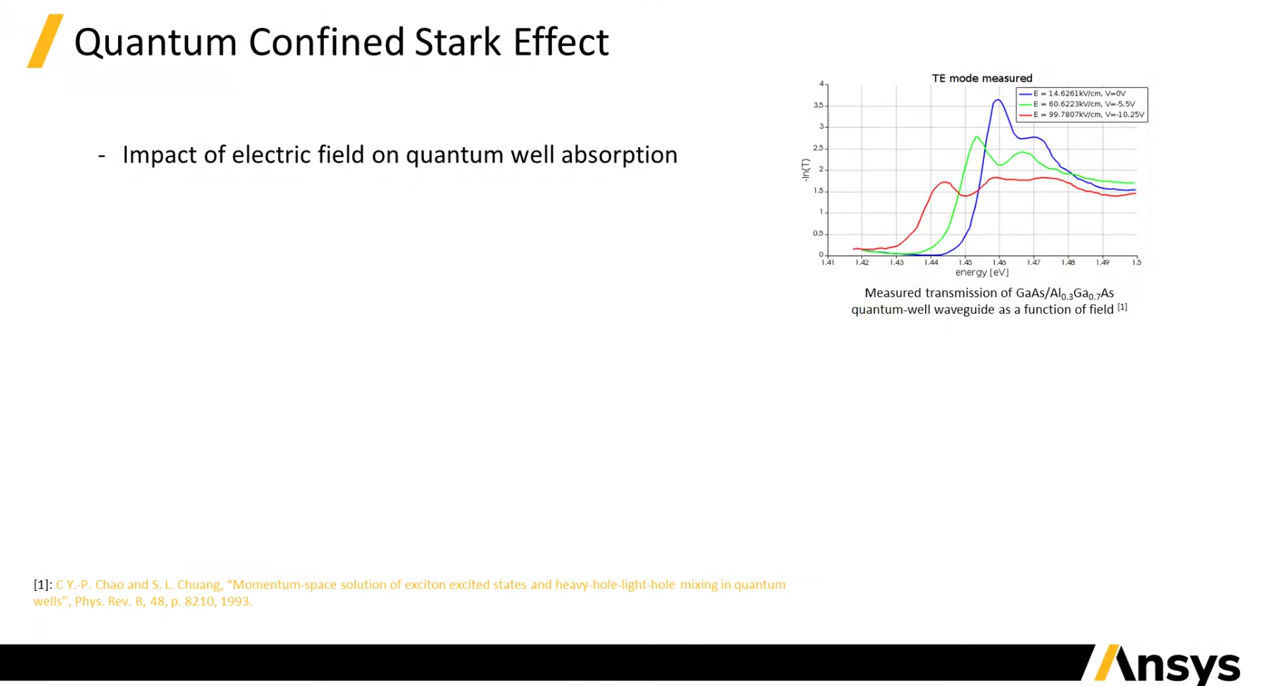 Quantum Confined Stark Effect
- Impact of electric field on quantum well absorption
TE mode measured
E = 14.6261kV/cm, V=0V
E = 60.6223kV/cm, V=-5.5V
E = 99.7807kV/cm, V=-10.25V
-ln(T)
4
3.5
3
2.5
2
1.5
1
0.5
0
1.41 1.42 1.43 1.44 1.45 1.46 1.47 1.48 1.49 1.5
energy [eV]
Measured transmission of GaAs/Al0.3Ga0.7As
quantum-well waveguide as a function of field [1]
[1]: C Y.-P. Chao and S. L. Chuang, “Momentum-space solution of exciton excited states and heavy-hole-light-hole mixing in quantum
wells”, Phys. Rev. B, 48, p. 8210, 1993.
Ansys